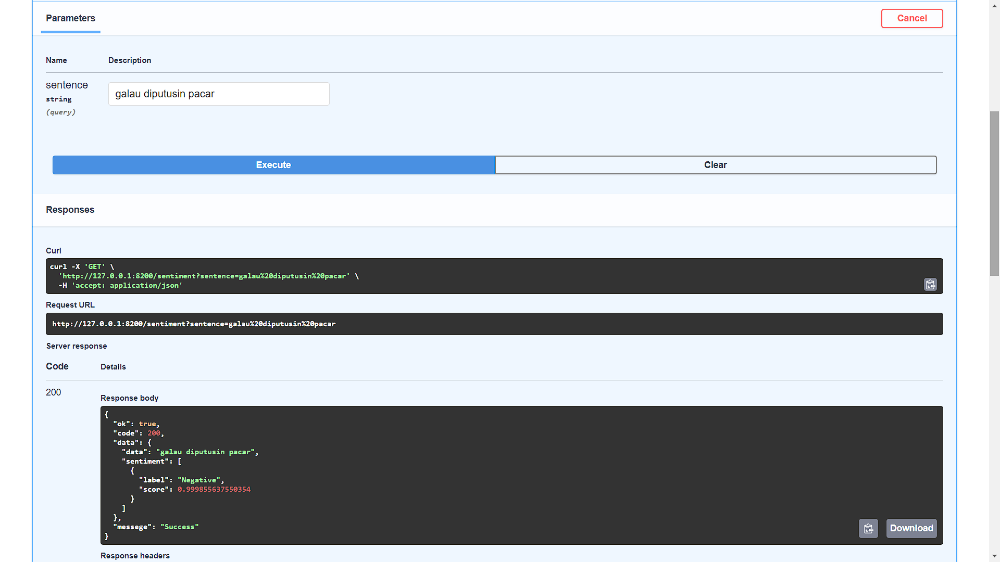 Parameters
Cancel
Name Description
sentence
string
(query)
galau diputusin pacar
Execute
Clear
Responses
Curl
curl -X 'GET' \
'http://127.0.0.1:8200/sentiment?sentence=galau%20diputusin%20pacar' \
-H 'accept: application/json'
Request URL
http://127.0.0.1:8200/sentiment?sentence=galau%20diputusin%20pacar
Server response
Code Details
200
Response body
{
"ok": true,
"code": 200,
"data": {
"data": "galau diputusin pacar",
"sentiment": [
{
"label": "Negative",
"score": 0.999855637550354
}
]
},
"messege": "Success"
}
Download
Response headers